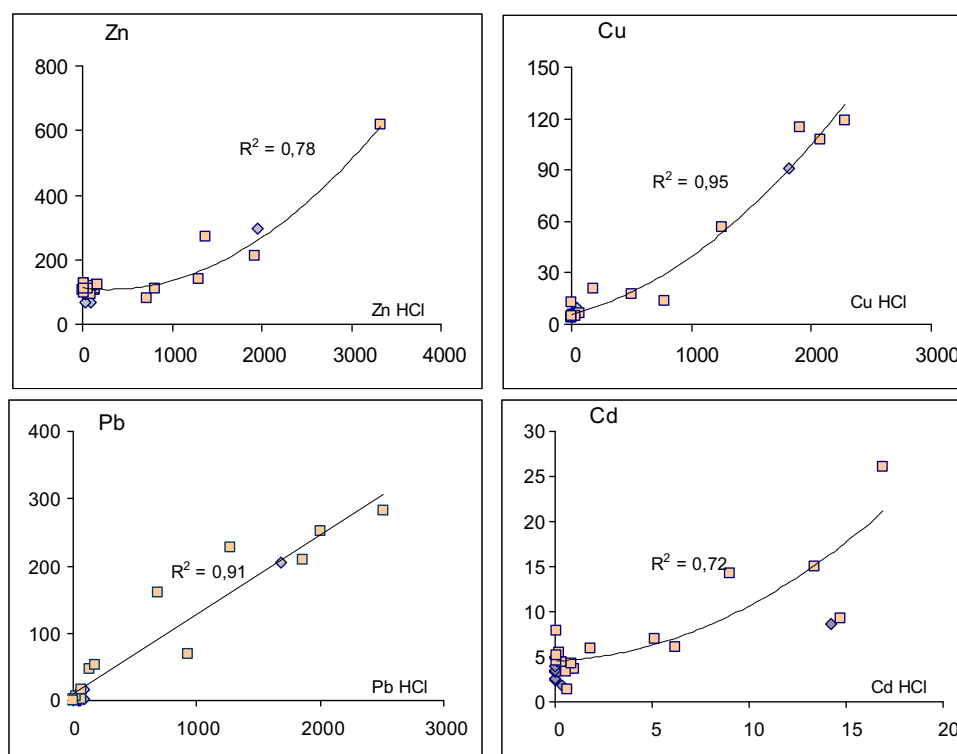 Zn
800
600
400
200
0
R² = 0,78
Zn HCl
0 1000 2000 3000 4000
Cu
150
120
90
60
30
0
R² = 0,95
Cu HCl
0 1000 2000 3000
Pb
400
300
200
100
0
R² = 0,91
Pb HCl
0 1000 2000 3000
Cd
30
25
20
15
10
5
0
R² = 0,72
Cd HCl
0 5 10 15 20